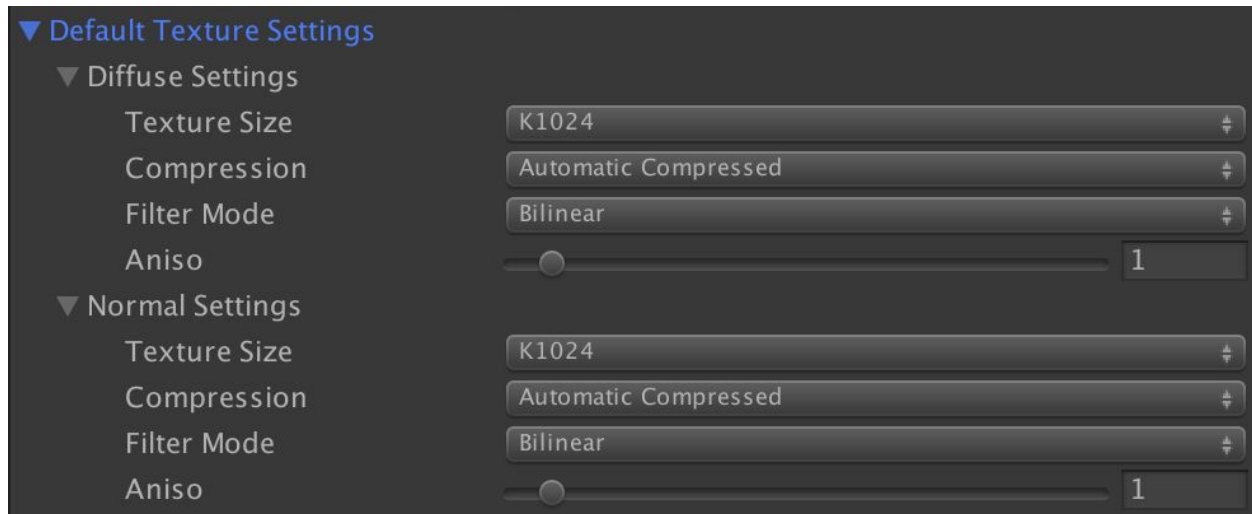 Default Texture Settings
Diffuse Settings
Texture Size K1024
Compression Automatic Compressed
Filter Mode Bilinear
Aniso 1
Normal Settings
Texture Size K1024
Compression Automatic Compressed
Filter Mode Bilinear
Aniso 1